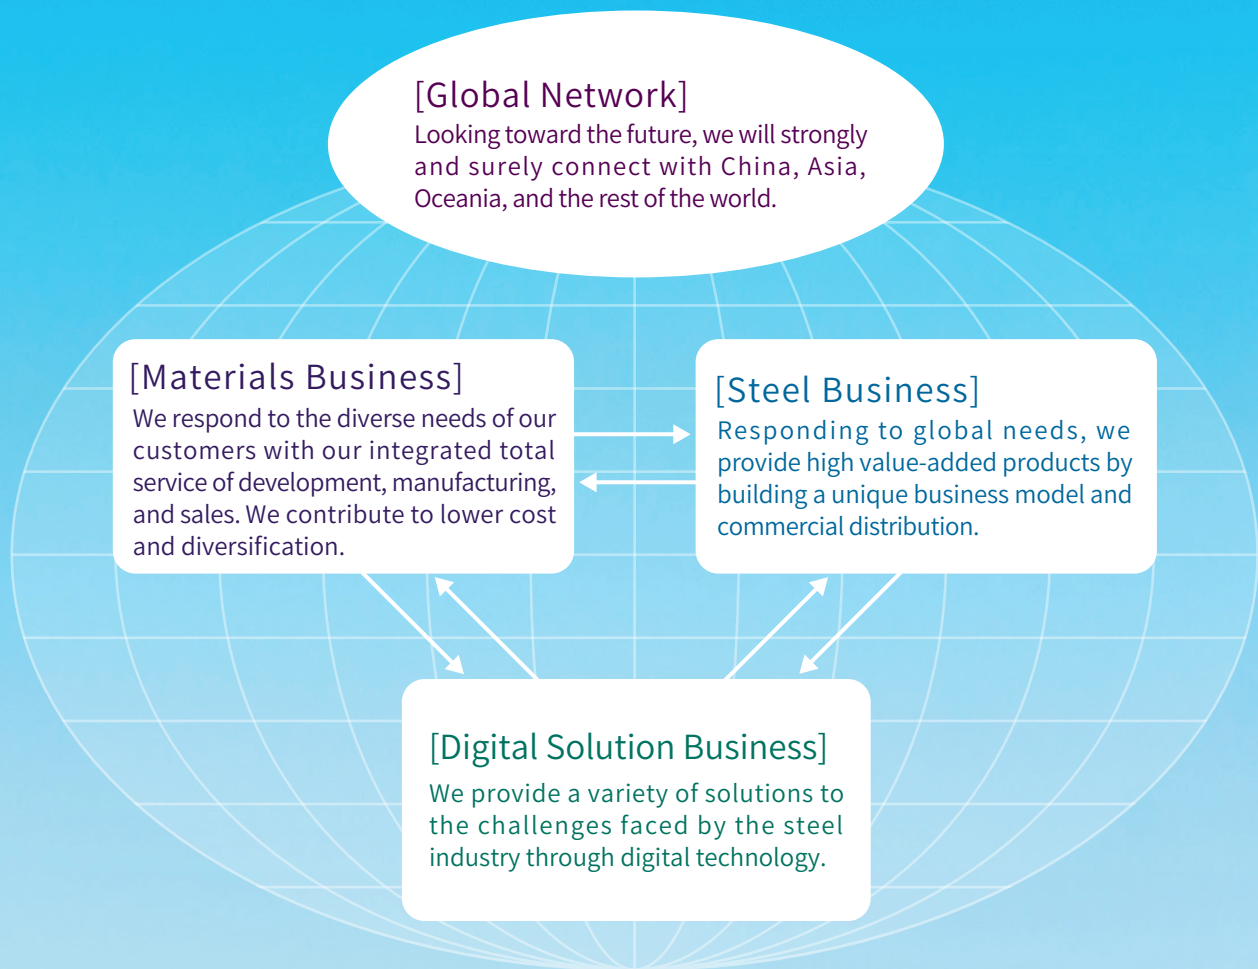 [Global Network]
Looking toward the future, we will strongly
and surely connect with China, Asia,
Oceania, and the rest of the world.
[Materials Business]
We respond to the diverse needs of our
customers with our integrated total
service of development, manufacturing,
and sales. We contribute to lower cost
and diversification.
[Steel Business]
Responding to global needs, we
provide high value-added products by
building a unique business model and
commercial distribution.
[Digital Solution Business]
We provide a variety of solutions to
the challenges faced by the steel
industry through digital technology.